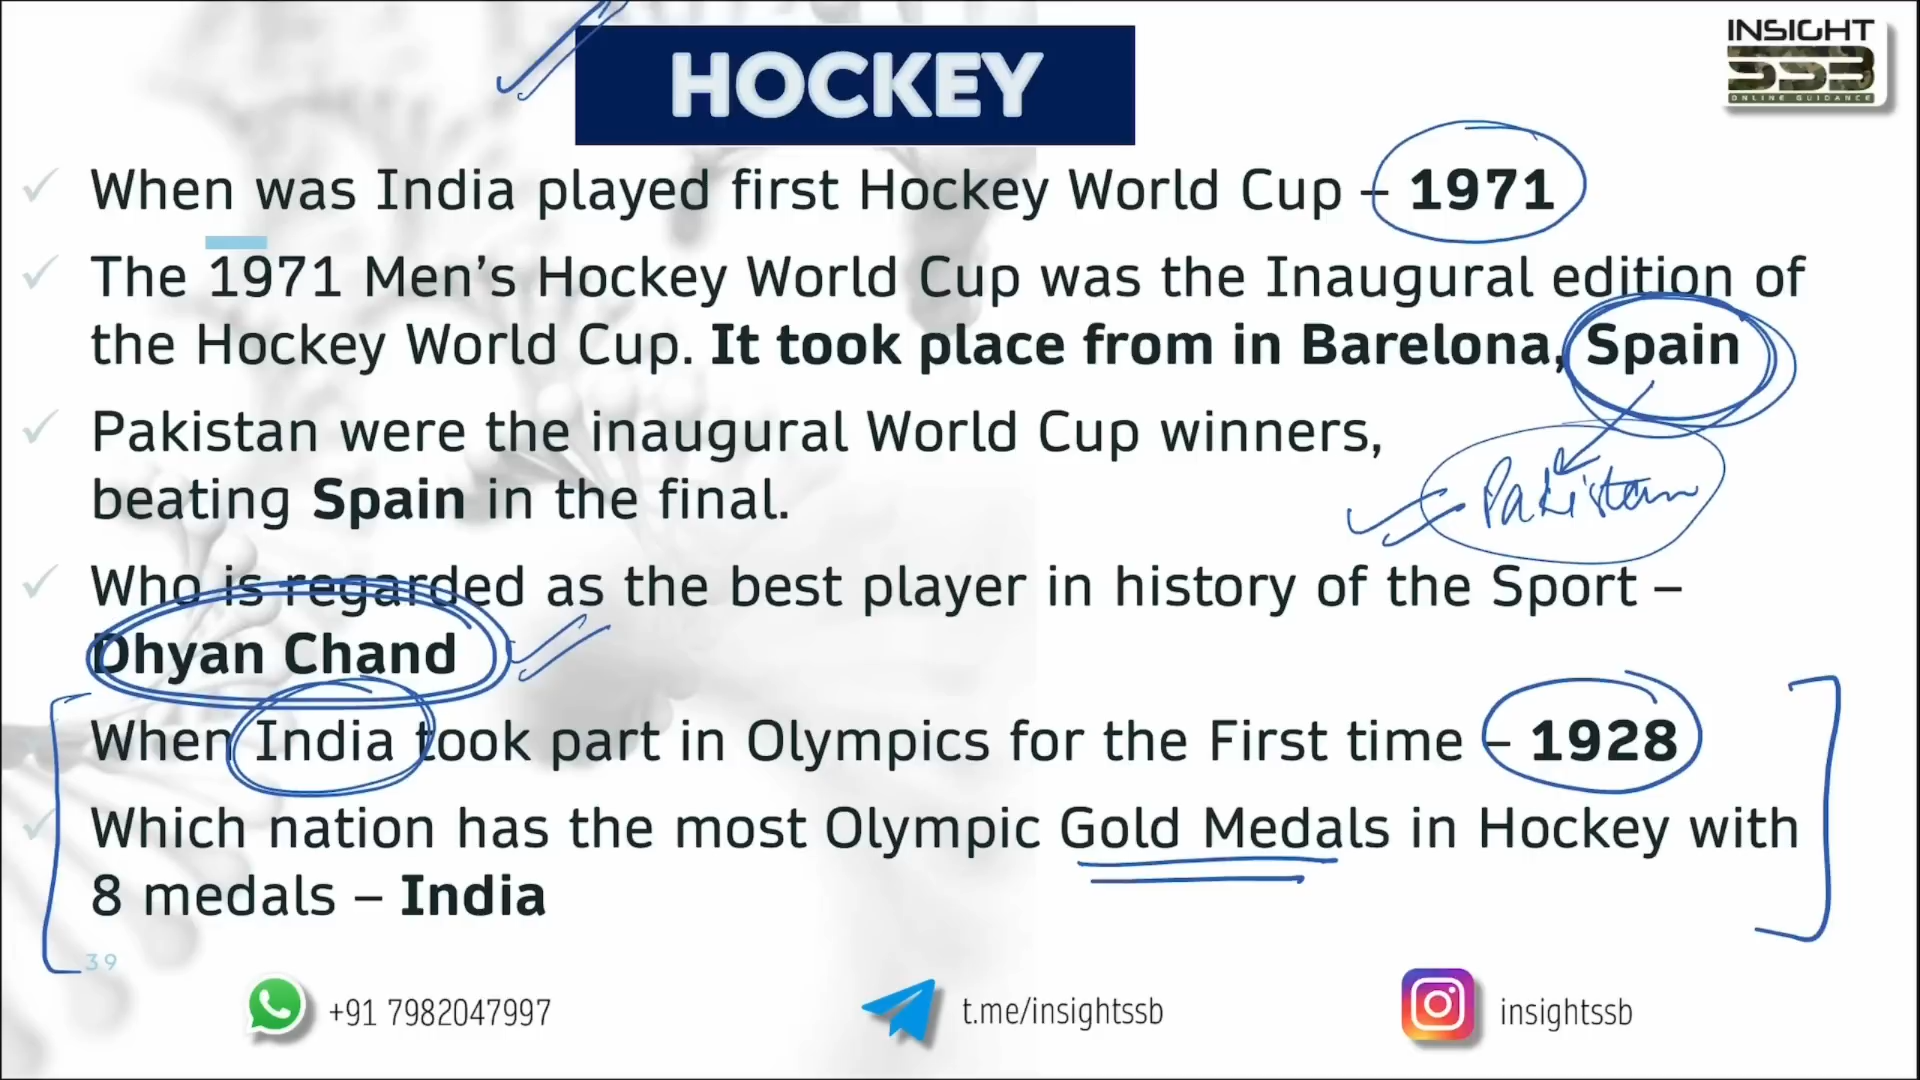 HOCKEY
INSIGHT
SSB
ONLINE GUIDANCE
When was India played first Hockey World Cup – 1971
The 1971 Men’s Hockey World Cup was the Inaugural edition of
the Hockey World Cup. It took place from in Barelona, Spain
Pakistan were the inaugural World Cup winners,
beating Spain in the final.
Pakistan
Who is regarded as the best player in history of the Sport –
Dhyan Chand
When India took part in Olympics for the First time – 1928
Which nation has the most Olympic Gold Medals in Hockey with
8 medals – India
39
+91 7982047997
t.me/insightssb
insightssb